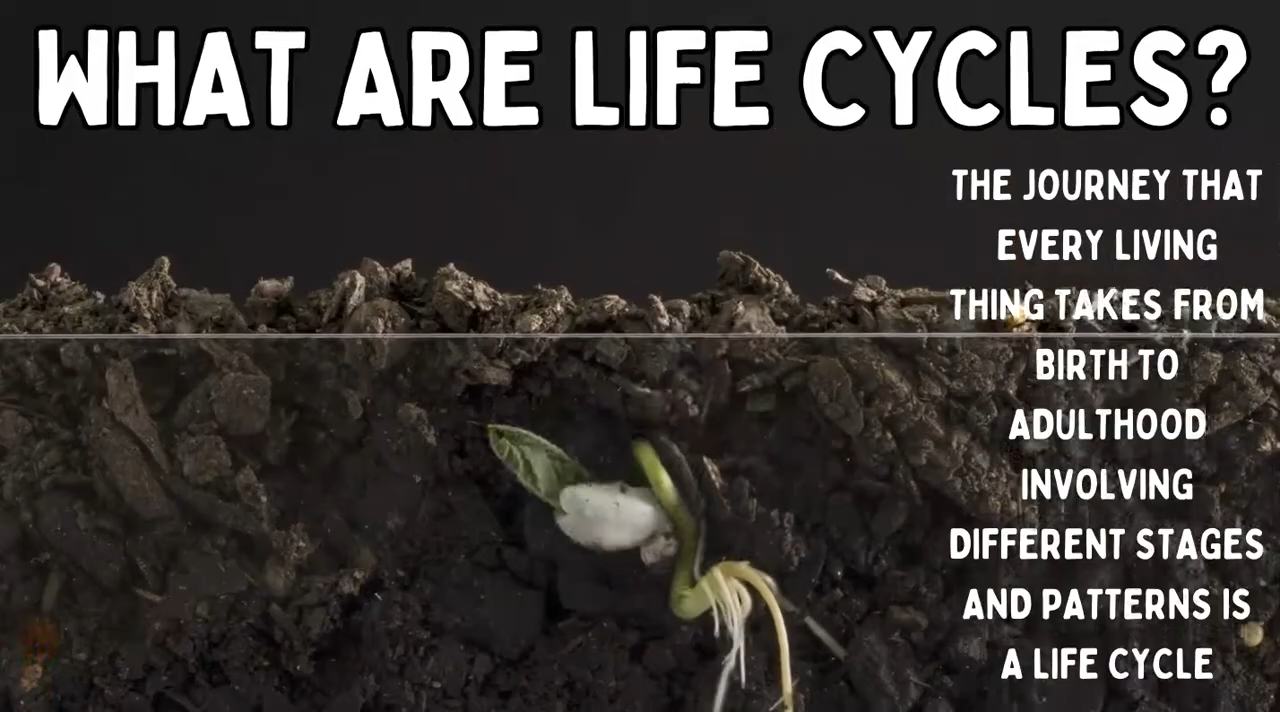 WHAT ARE LIFE CYCLES?
THE JOURNEY THAT
EVERY LIVING
THING TAKES FROM
BIRTH TO
ADULTHOOD
INVOLVING
DIFFERENT STAGES
AND PATTERNS IS
A LIFE CYCLE